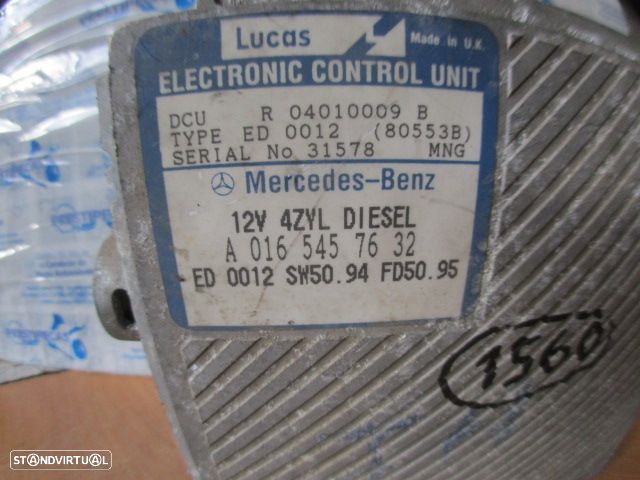 Lucas
Made in U.K.
ELECTRONIC CONTROL UNIT
DCU R 04010009 B
TYPE ED 0012 (80553B)
SERIAL No 31578 MNG
Mercedes-Benz
12V 4ZYL DIESEL
A 016 545 76 32
ED 0012 SW50.94 FD50.95
1560
STANDVIRTUAL